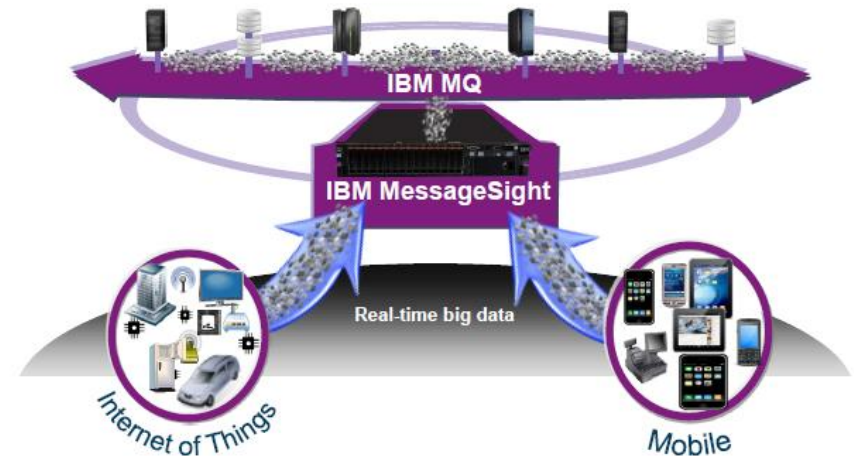 IBM MQ
IBM MessageSight
Real-time big data
Internet of Things
Mobile